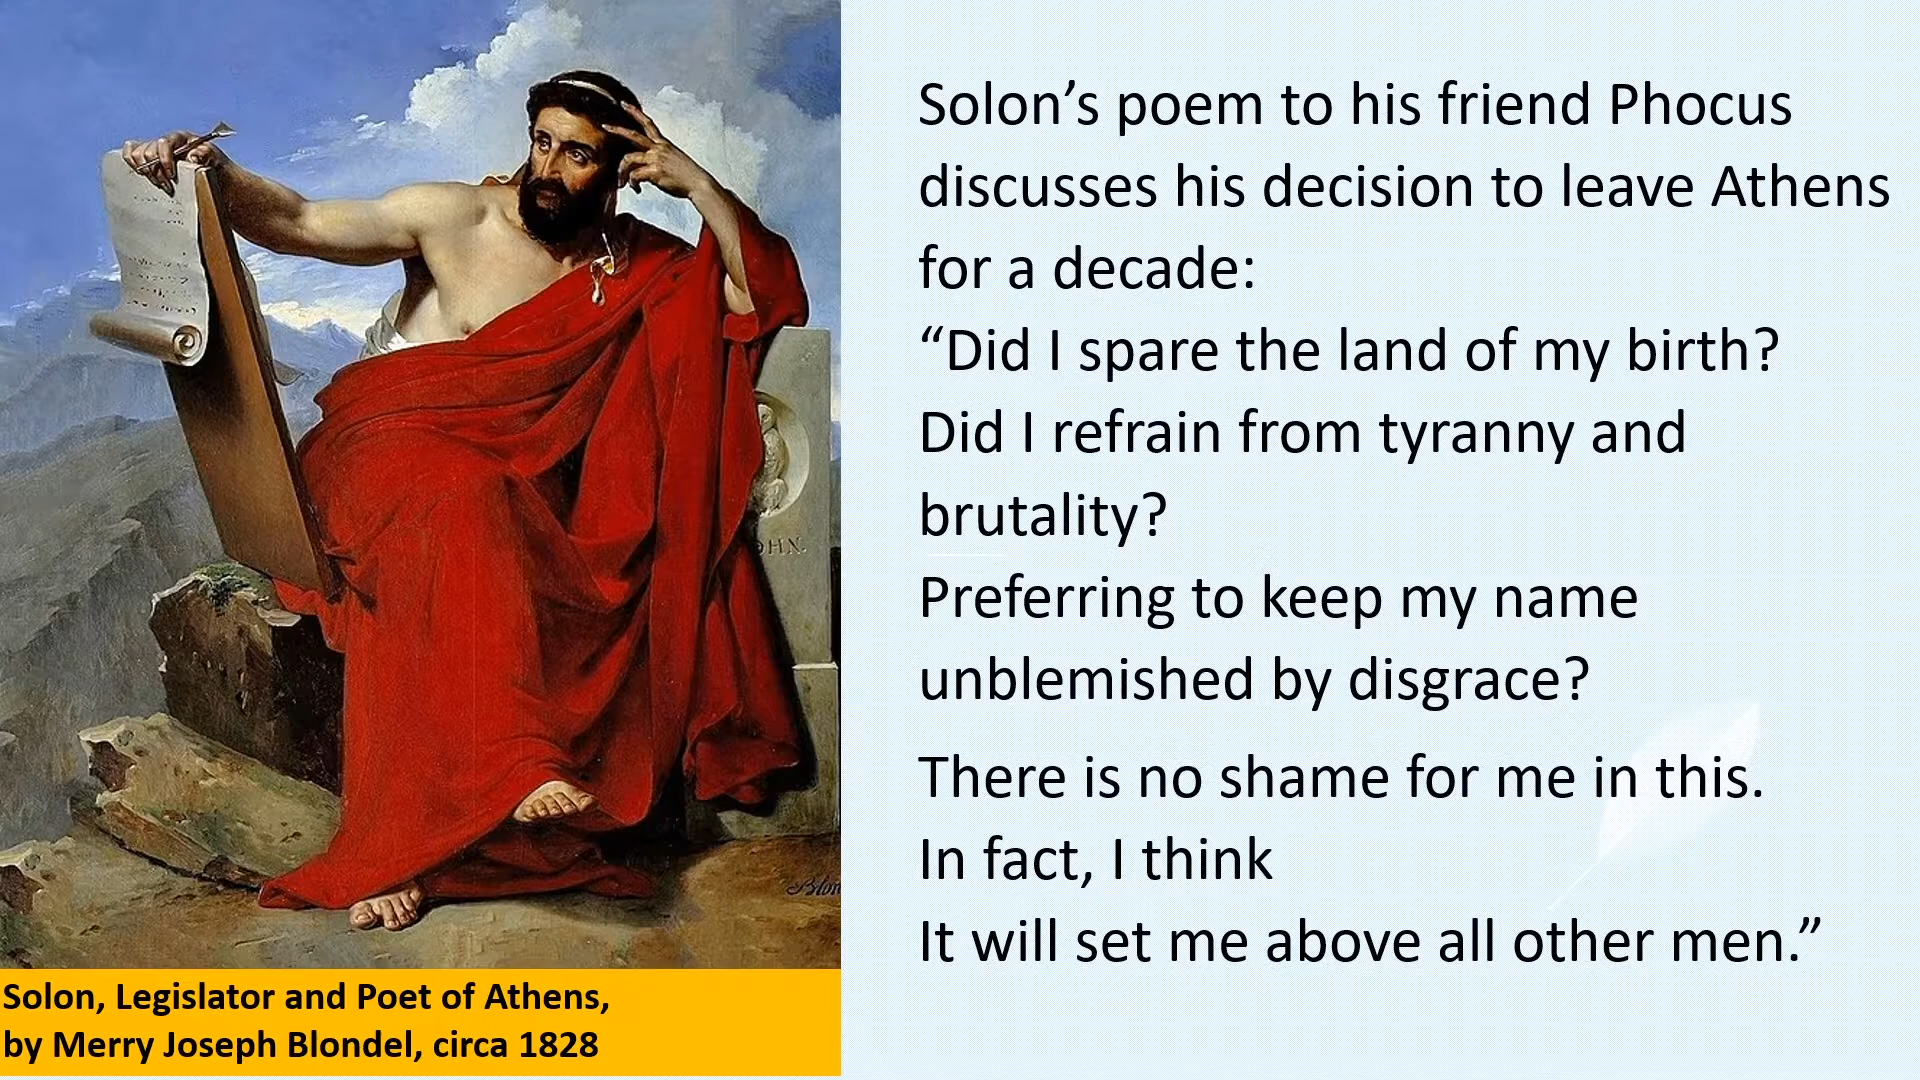 Solon’s poem to his friend Phocus
discusses his decision to leave Athens
for a decade:
“Did I spare the land of my birth?
Did I refrain from tyranny and
brutality?
Preferring to keep my name
unblemished by disgrace?
There is no shame for me in this.
In fact, I think
It will set me above all other men.”
Solon, Legislator and Poet of Athens,
by Merry Joseph Blondel, circa 1828